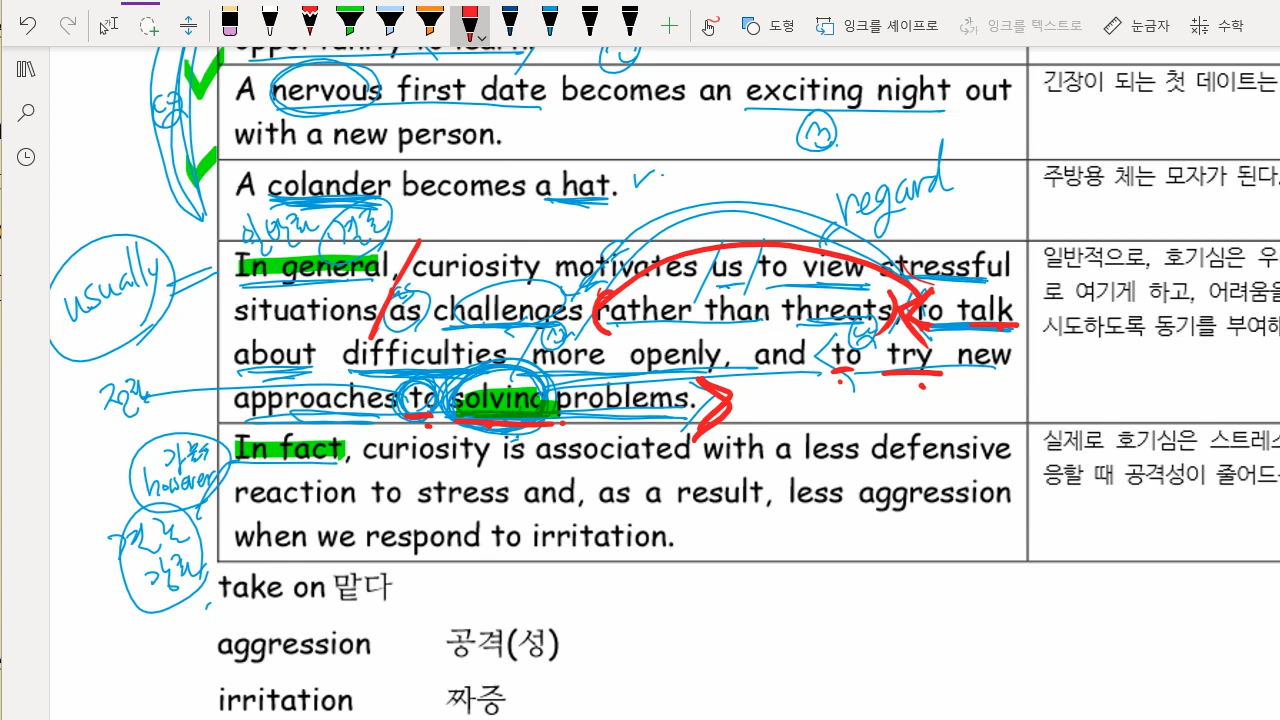 도형
잉크를 셰이프로
잉크를 텍스트로
눈금자
수학
opportunity to learn.
A nervous first date becomes an exciting night out
with a new person.
긴장이 되는 첫 데이트는
A colander becomes a hat.
주방용 체는 모자가 된다.
regard
usually
In general, curiosity motivates us to view stressful
situations as challenges rather than threats, to talk
about difficulties more openly, and to try new
approaches to solving problems.
일반적으로, 호기심은 우
로 여기게 하고, 어려움을
시도하도록 동기를 부여해
however
In fact, curiosity is associated with a less defensive
reaction to stress and, as a result, less aggression
when we respond to irritation.
실제로 호기심은 스트레스
응할 때 공격성이 줄어드는
take on 맡다
aggression 공격(성)
irritation 짜증